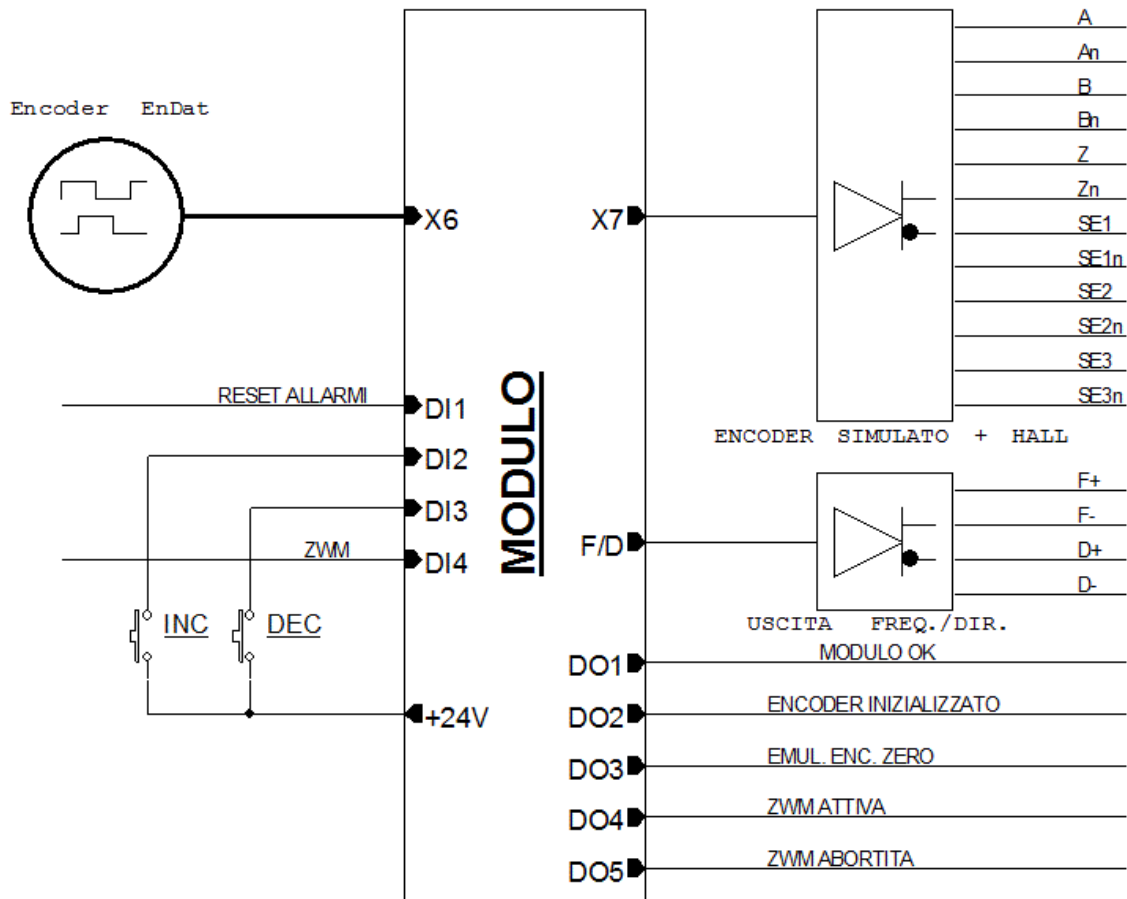 Encoder EnDat
X6
RESET ALLARMI
DI1
DI2
DI3
ZWM
DI4
INC
DEC
+24V
MODULO
X7
A
An
B
Bn
Z
Zn
SE1
SE1n
SE2
SE2n
SE3
SE3n
ENCODER SIMULATO + HALL
F/D
F+
F-
D+
D-
USCITA FREQ./DIR.
DO1
MODULO OK
DO2
ENCODER INIZIALIZZATO
DO3
EMUL. ENC. ZERO
DO4
ZWM ATTIVA
DO5
ZWM ABORTITA